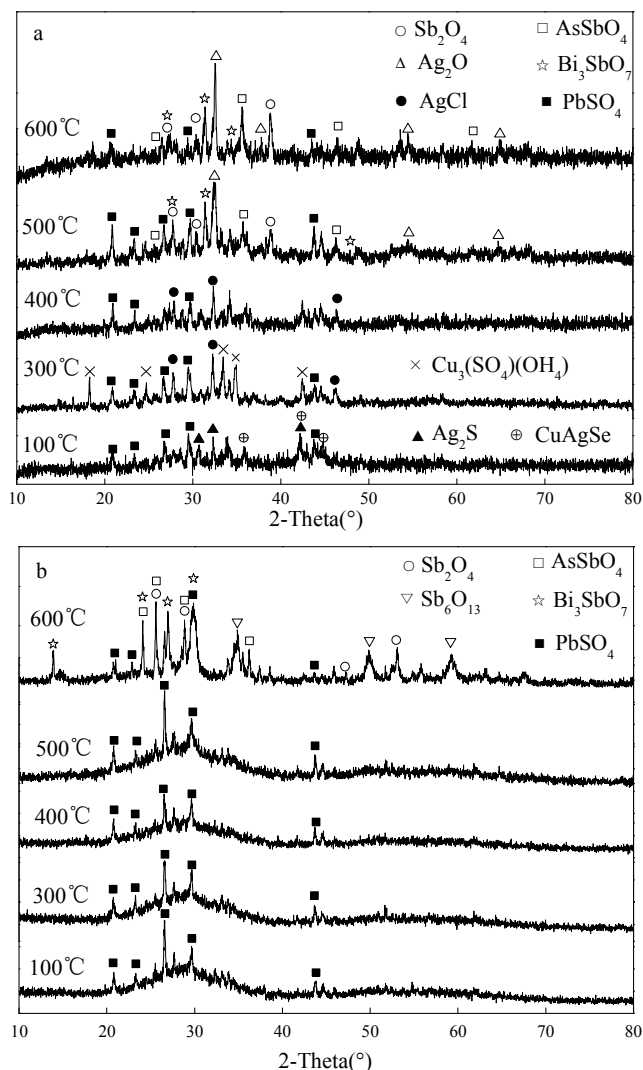 a
○ Sb₂O₄ □ AsSbO₄
△ Ag₂O ☆ Bi₃SbO₇
● AgCl ■ PbSO₄
600℃
500℃
400℃
300℃
× Cu₃(SO₄)(OH₄)
100℃
▲ Ag₂S ⊕ CuAgSe
10 20 30 40 50 60 70 80
2-Theta(°)
b
○ Sb₂O₄ □ AsSbO₄
▽ Sb₆O₁₃ ☆ Bi₃SbO₇
■ PbSO₄
600℃
500℃
400℃
300℃
100℃
10 20 30 40 50 60 70 80
2-Theta(°)